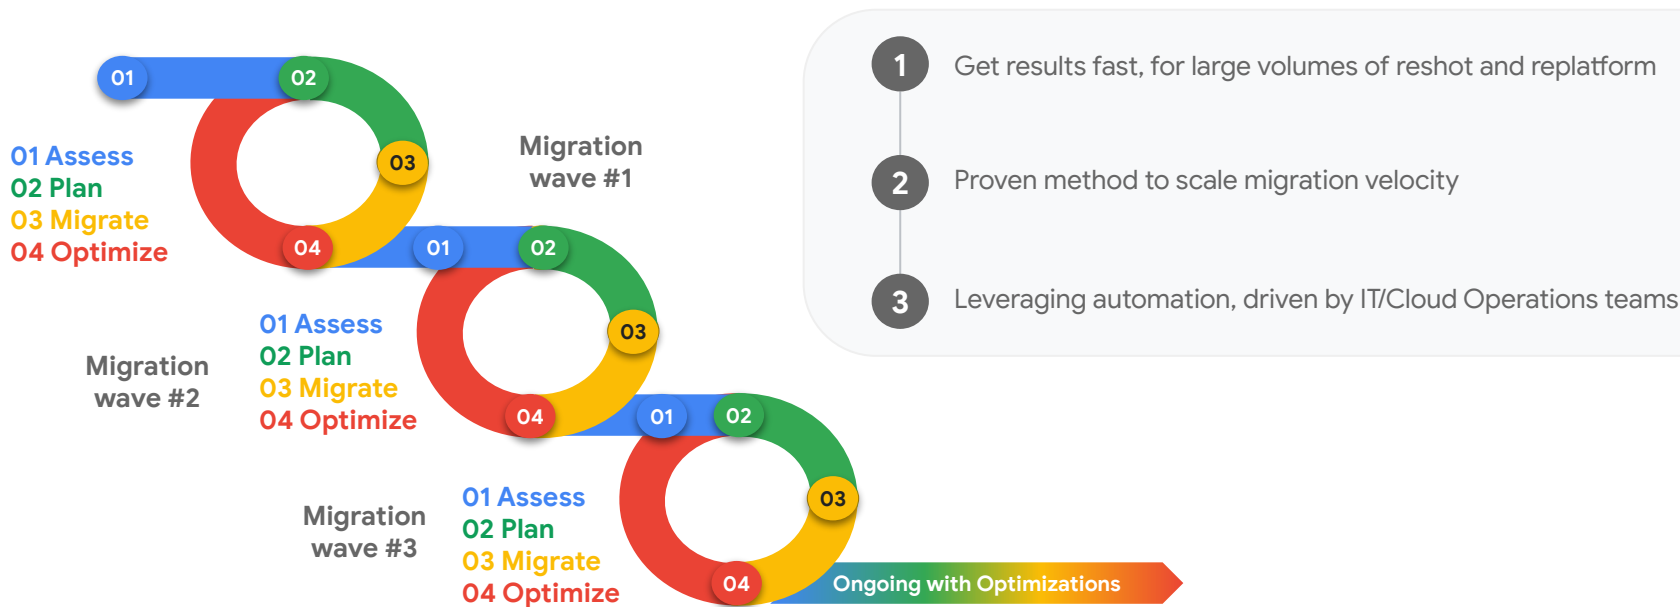 01
02
03
04
01 Assess
02 Plan
03 Migrate
04 Optimize
Migration
wave #1
01
02
03
04
Migration
wave #2
01 Assess
02 Plan
03 Migrate
04 Optimize
01
02
03
04
Migration
wave #3
01 Assess
02 Plan
03 Migrate
04 Optimize
Ongoing with Optimizations
1 Get results fast, for large volumes of reshot and replatform
2 Proven method to scale migration velocity
3 Leveraging automation, driven by IT/Cloud Operations teams